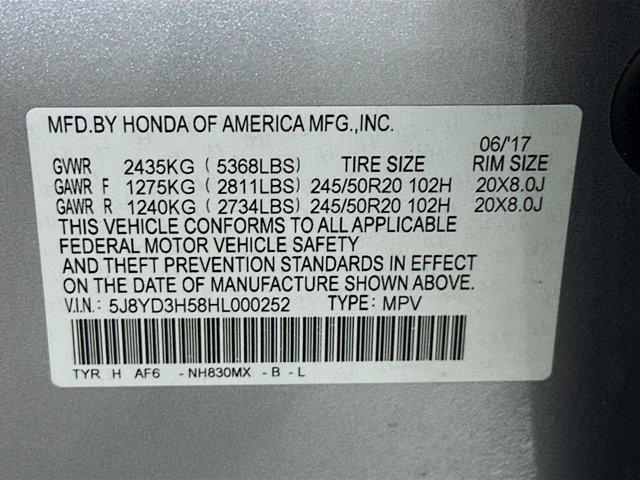 MFD.BY HONDA OF AMERICA MFG.,INC.
06/'17
GVWR 2435KG ( 5368LBS) TIRE SIZE RIM SIZE
GAWR F 1275KG ( 2811LBS) 245/50R20 102H 20X8.0J
GAWR R 1240KG ( 2734LBS) 245/50R20 102H 20X8.0J
THIS VEHICLE CONFORMS TO ALL APPLICABLE
FEDERAL MOTOR VEHICLE SAFETY
AND THEFT PREVENTION STANDARDS IN EFFECT
ON THE DATE OF MANUFACTURE SHOWN ABOVE.
V.I.N.: 5J8YD3H58HL000252 TYPE: MPV
TYR H AF6 -NH830MX -B-L